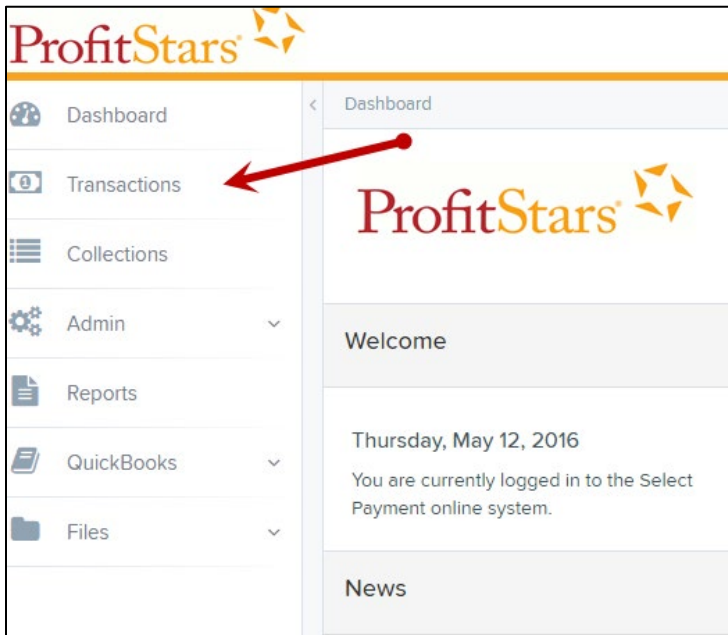 ProfitStars
Dashboard
Transactions
Collections
Admin
Reports
QuickBooks
Files
Dashboard
ProfitStars
Welcome
Thursday, May 12, 2016
You are currently logged in to the Select
Payment online system.
News